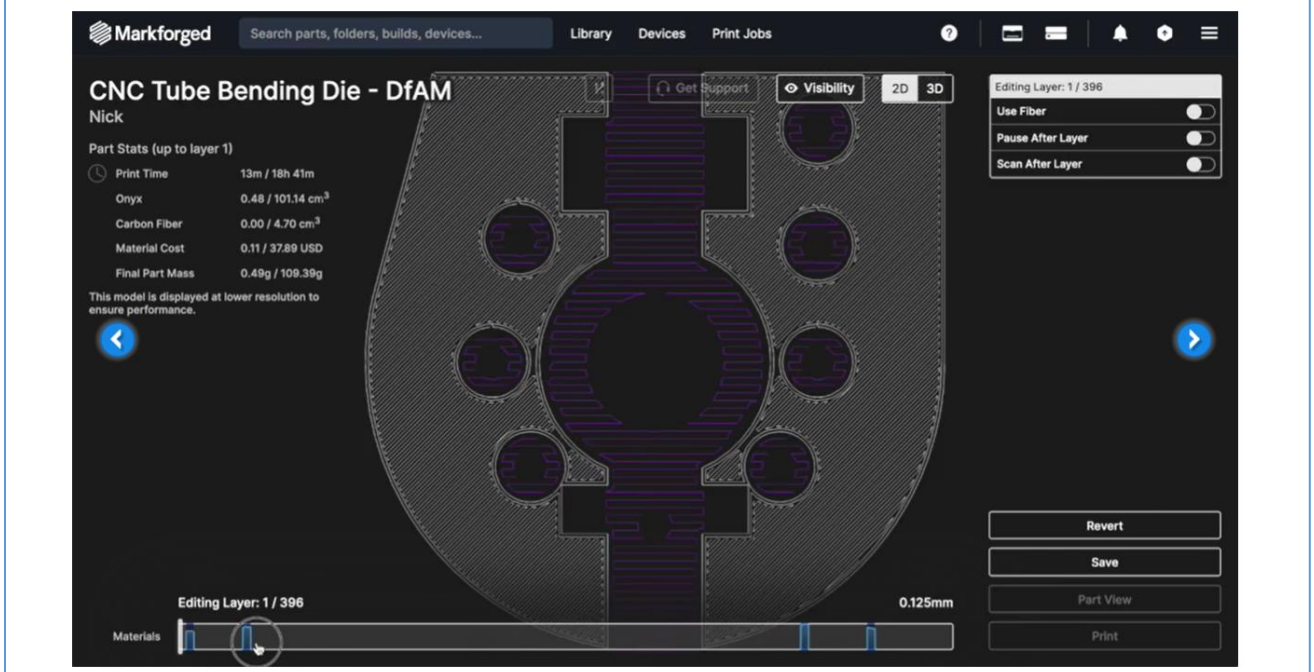 Markforged
Search parts, folders, builds, devices...
Library
Devices
Print Jobs
CNC Tube Bending Die - DfAM
Nick
Get Support
Visibility
2D
3D
Part Stats (up to layer 1)
Print Time 13m / 18h 41m
Onyx 0.48 / 101.14 cm³
Carbon Fiber 0.00 / 4.70 cm³
Material Cost 0.11 / 37.89 USD
Final Part Mass 0.49g / 109.39g
This model is displayed at lower resolution to
ensure performance.
Editing Layer: 1 / 396
Use Fiber
Pause After Layer
Scan After Layer
Revert
Save
Part View
Print
Editing Layer: 1 / 396
0.125mm
Materials